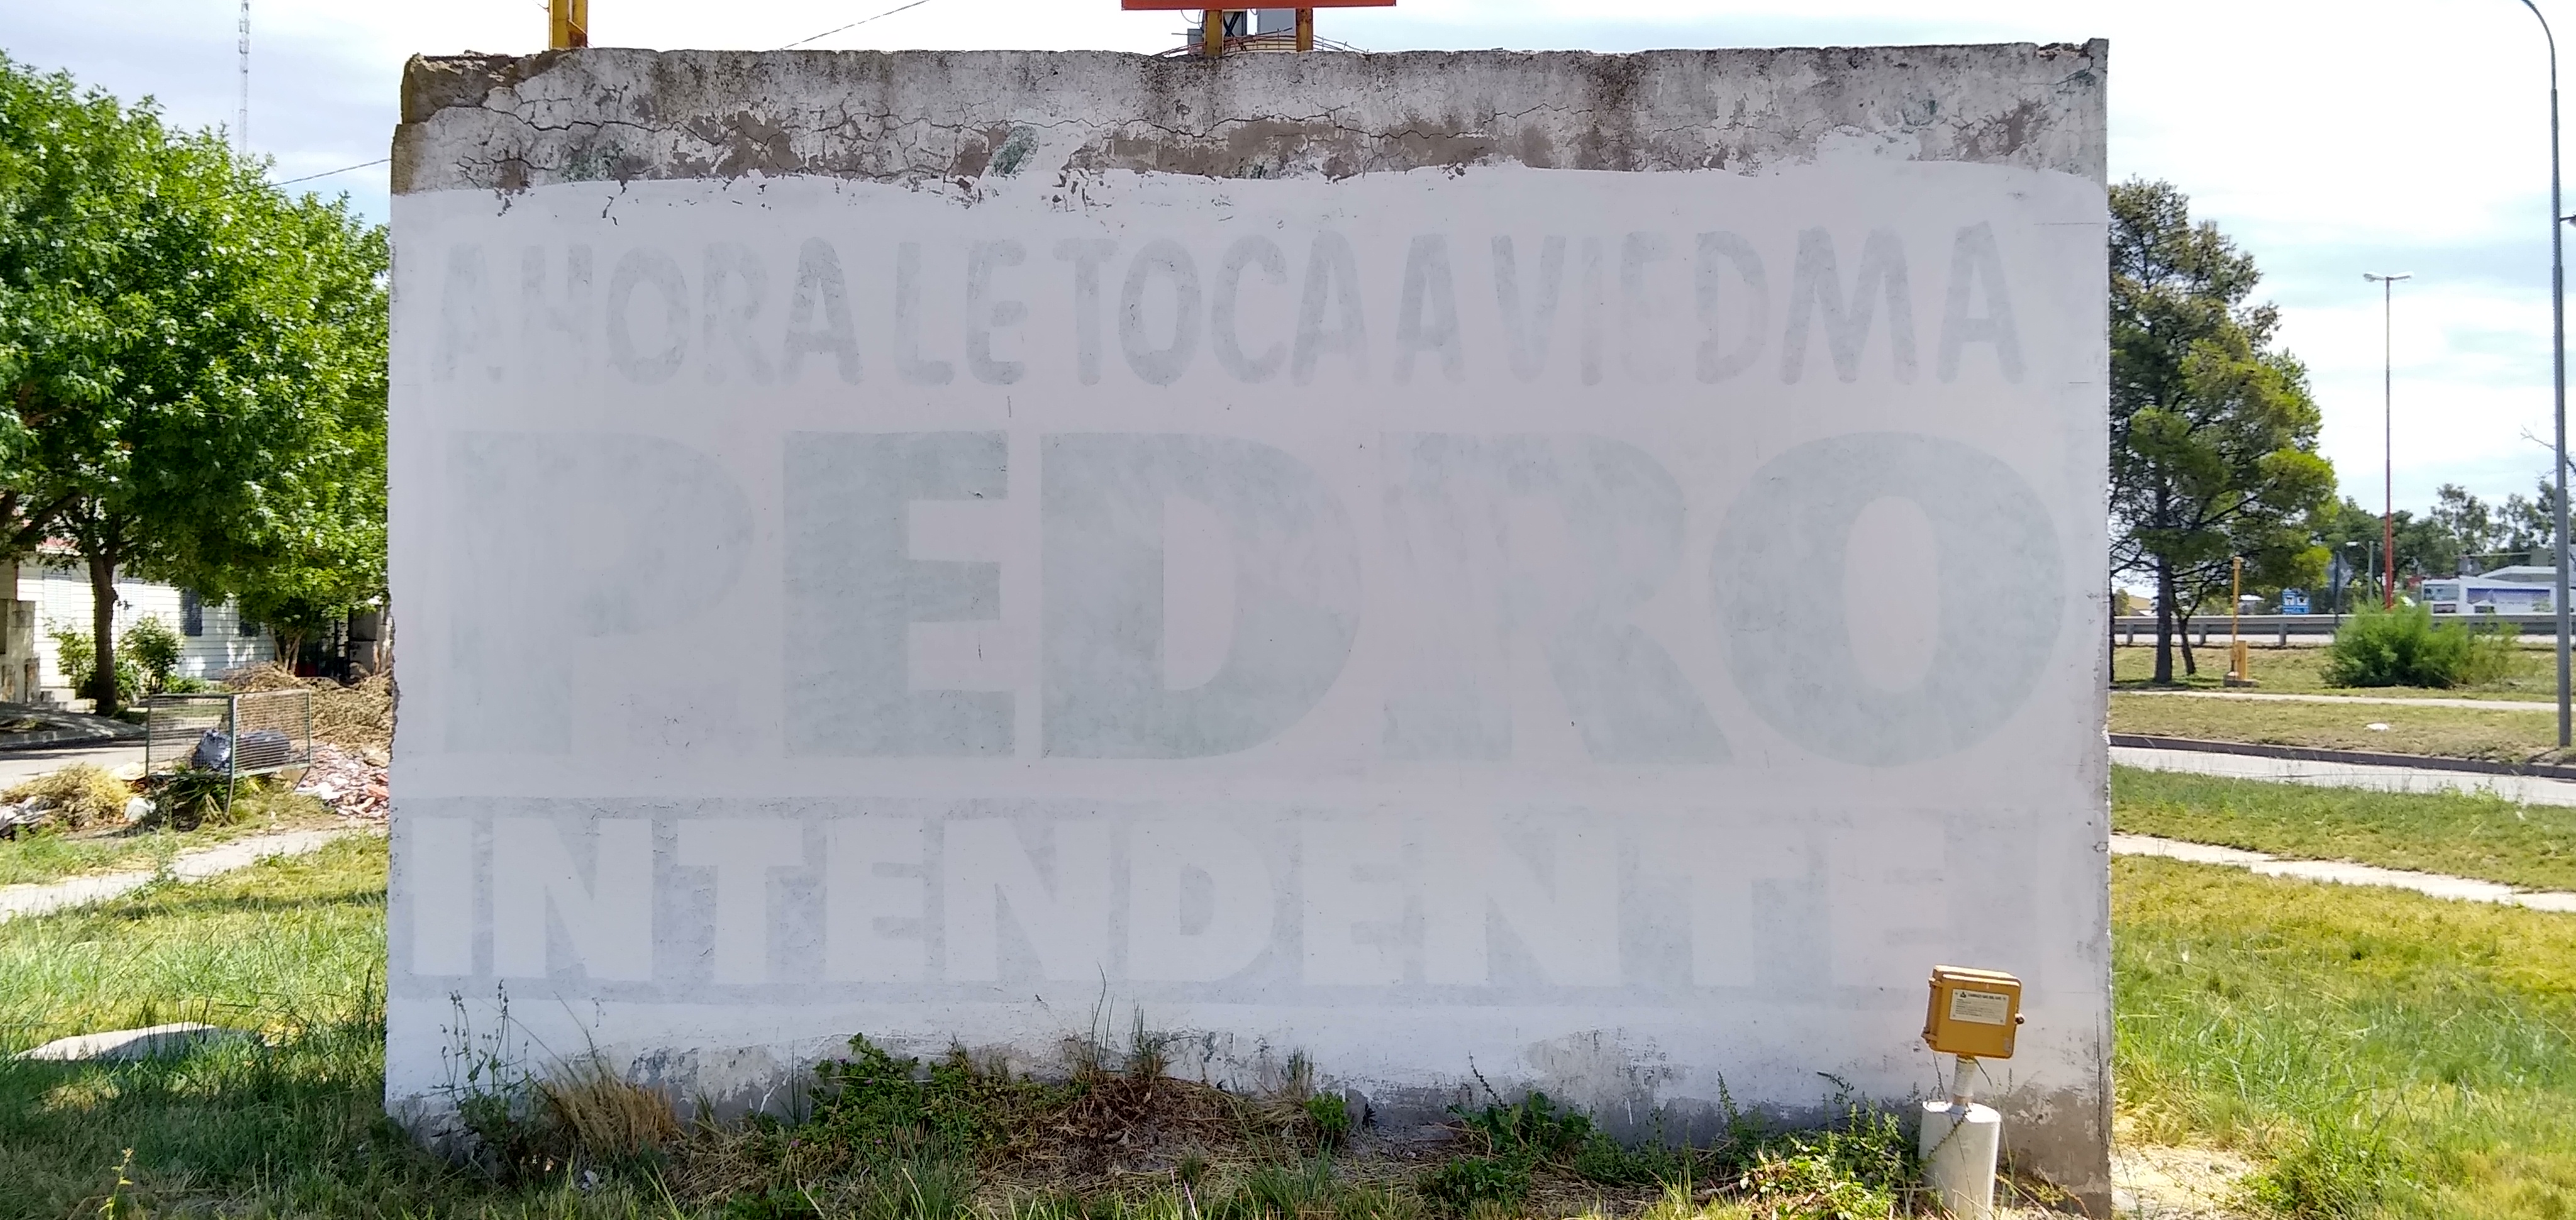 AHORA LE TOCA A VIEDMA
PEDRO
INTENDENTE